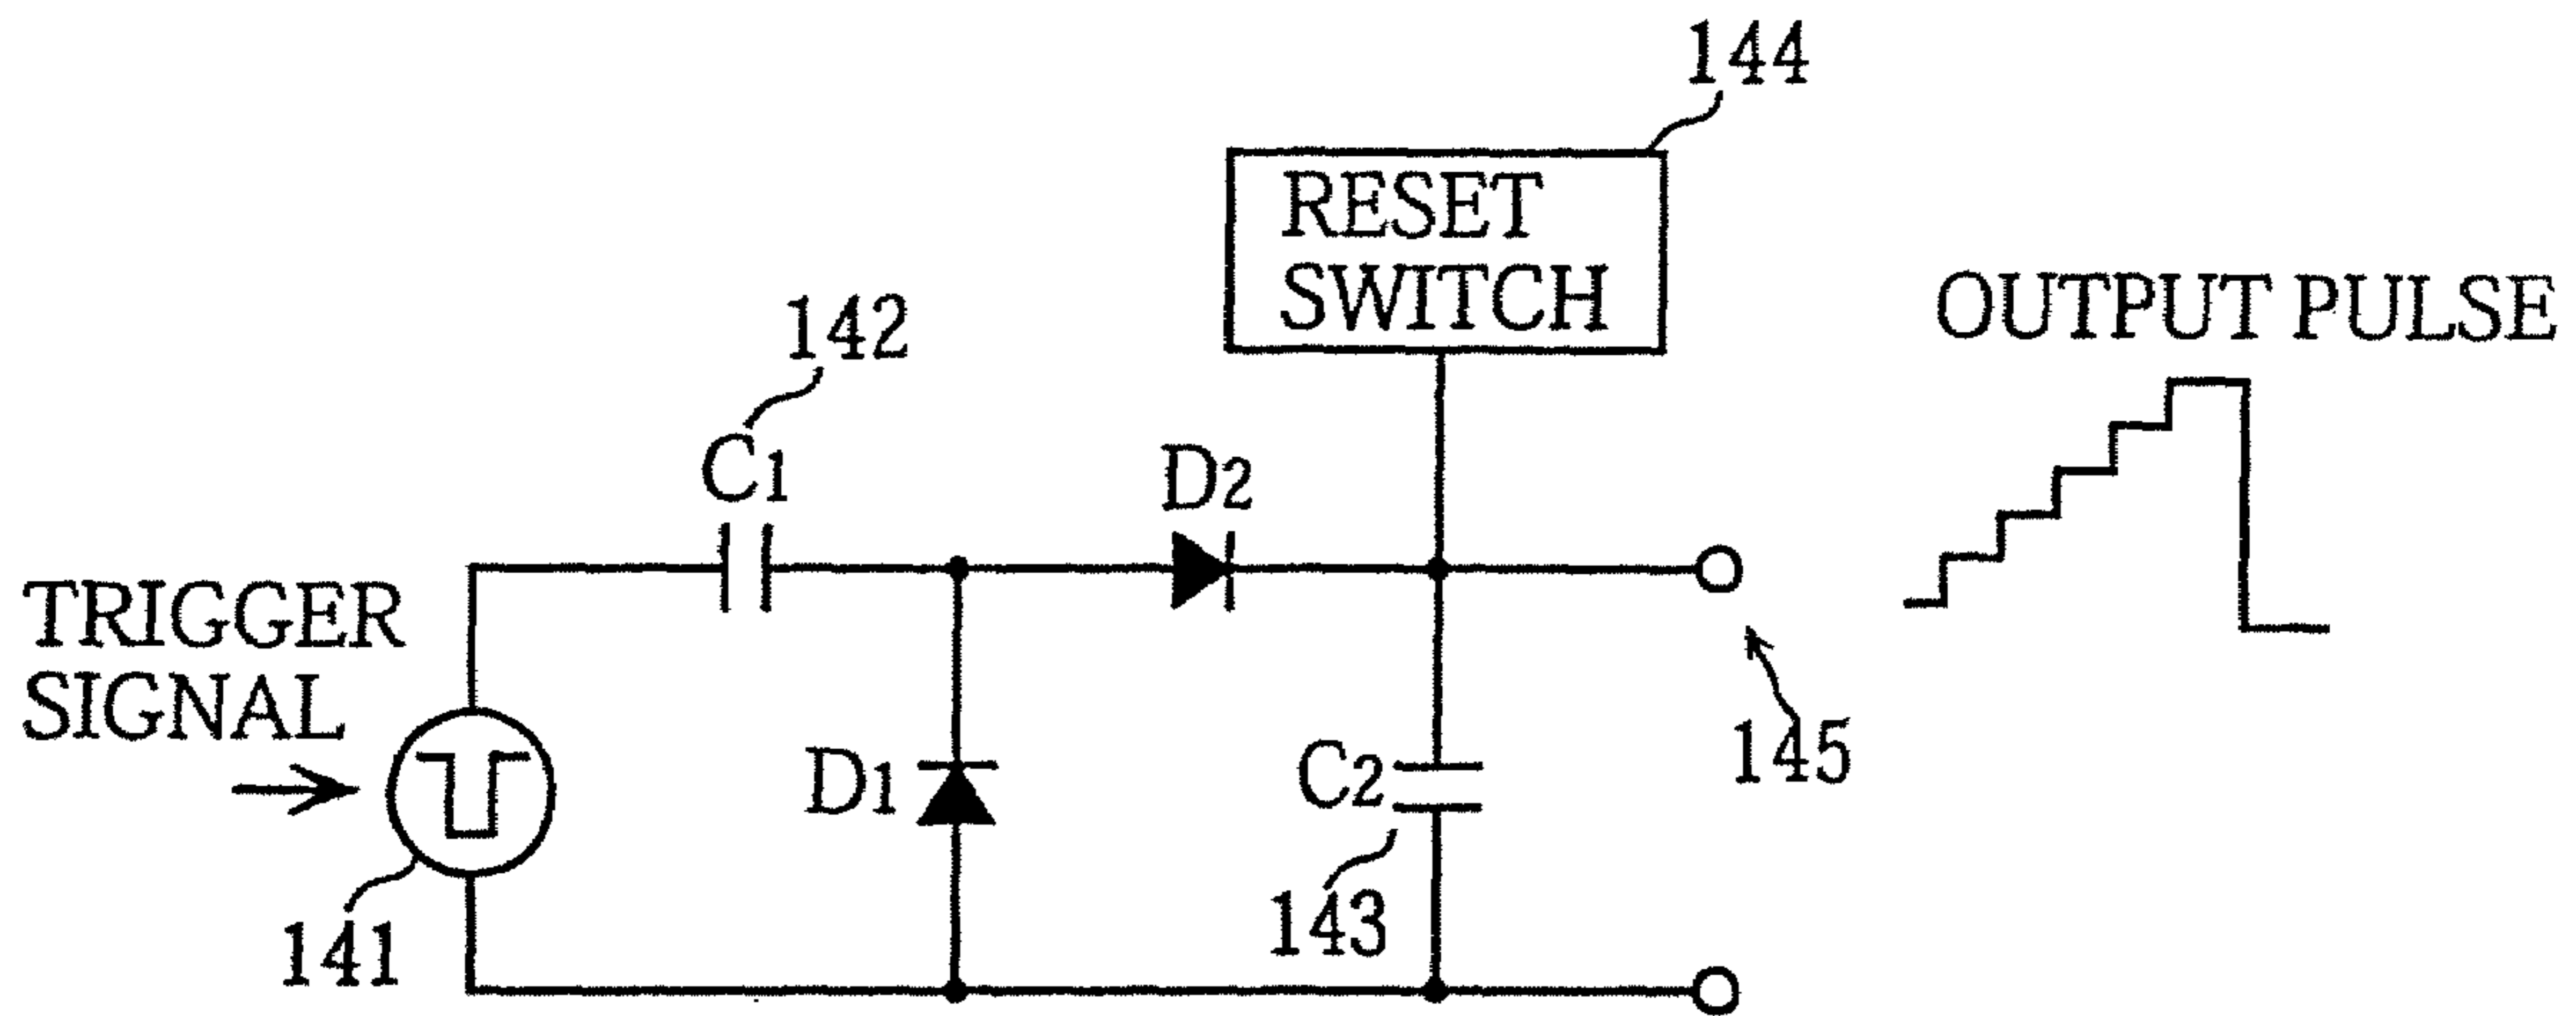 144
RESET
SWITCH
142
OUTPUT PULSE
C1
D2
TRIGGER
SIGNAL
D1
C2
145
143
141